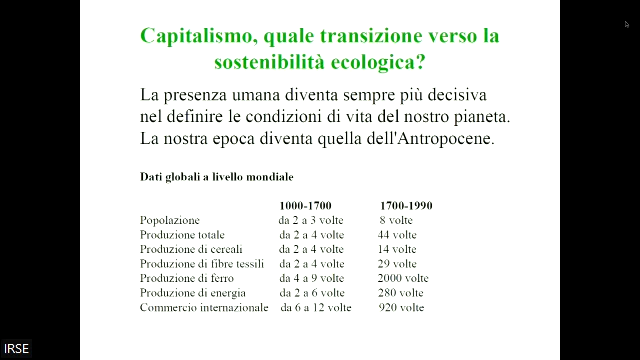 Capitalismo, quale transizione verso la
sostenibilità ecologica?
La presenza umana diventa sempre più decisiva
nel definire le condizioni di vita del nostro pianeta.
La nostra epoca diventa quella dell'Antropocene.
Dati globali a livello mondiale
1000-1700 1700-1990
Popolazione da 2 a 3 volte 8 volte
Produzione totale da 2 a 4 volte 44 volte
Produzione di cereali da 2 a 4 volte 14 volte
Produzione di fibre tessili da 2 a 4 volte 29 volte
Produzione di ferro da 4 a 9 volte 2000 volte
Produzione di energia da 2 a 6 volte 280 volte
Commercio internazionale da 6 a 12 volte 920 volte
IRSE